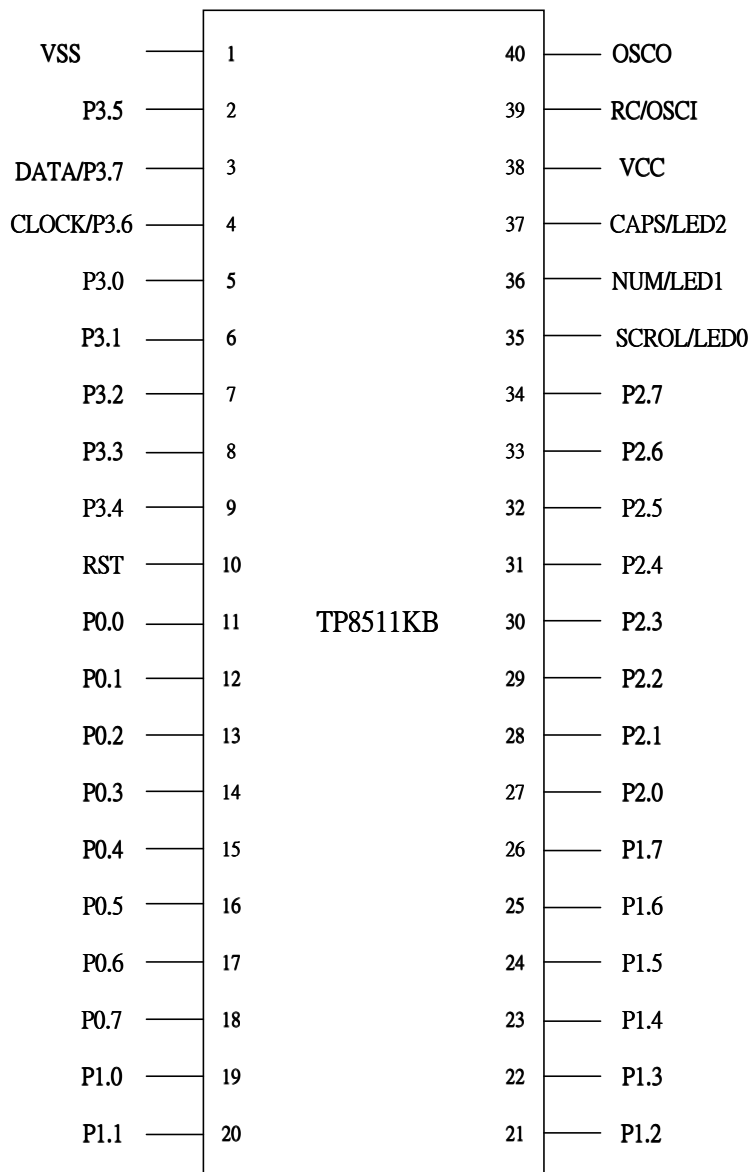 VSS 1 40 OSCO
P3.5 2 39 RC/OSCI
DATA/P3.7 3 38 VCC
CLOCK/P3.6 4 37 CAPS/LED2
P3.0 5 36 NUM/LED1
P3.1 6 35 SCROL/LED0
P3.2 7 34 P2.7
P3.3 8 33 P2.6
P3.4 9 32 P2.5
RST 10 31 P2.4
P0.0 11 TP8511KB 30 P2.3
P0.1 12 29 P2.2
P0.2 13 28 P2.1
P0.3 14 27 P2.0
P0.4 15 26 P1.7
P0.5 16 25 P1.6
P0.6 17 24 P1.5
P0.7 18 23 P1.4
P1.0 19 22 P1.3
P1.1 20 21 P1.2